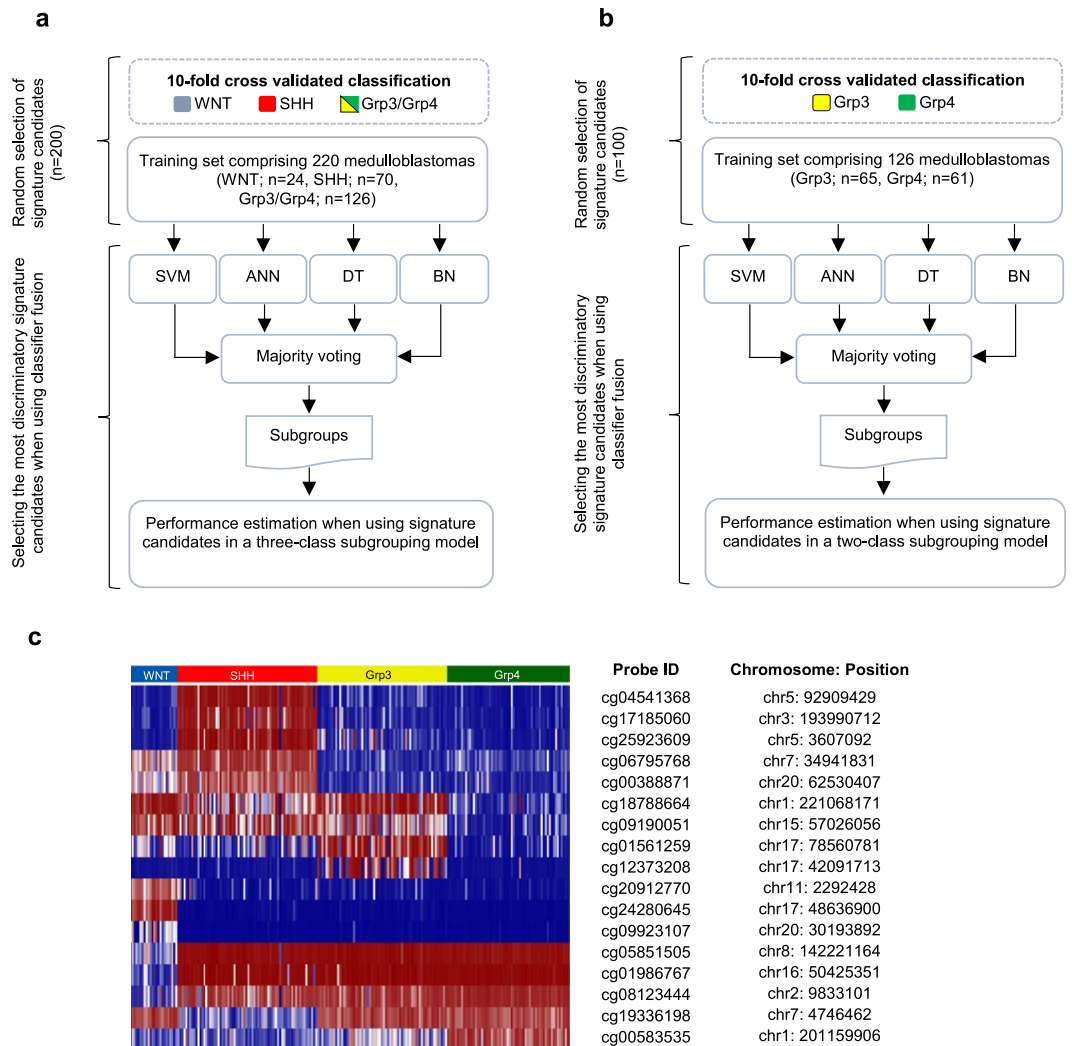 a
Random selection of
signature candidates
(n=200)
10-fold cross validated classification
WNT SHH Grp3/Grp4
Training set comprising 220 medulloblastomas
(WNT; n=24, SHH; n=70,
Grp3/Grp4; n=126)
Selecting the most discriminatory signature
candidates when using classifier fusion
SVM ANN DT BN
Majority voting
Subgroups
Performance estimation when using signature
candidates in a three-class subgrouping model
b
Random selection of
signature candidates
(n=100)
10-fold cross validated classification
Grp3 Grp4
Training set comprising 126 medulloblastomas
(Grp3; n=65, Grp4; n=61)
Selecting the most discriminatory
signature candidates when using
classifier fusion
SVM ANN DT BN
Majority voting
Subgroups
Performance estimation when using signature
candidates in a two-class subgrouping model
c
WNT SHH Grp3 Grp4
Probe ID Chromosome: Position
cg04541368 chr5: 92909429
cg17185060 chr3: 193990712
cg25923609 chr5: 3607092
cg06795768 chr7: 34941831
cg00388871 chr20: 62530407
cg18788664 chr1: 221068171
cg09190051 chr15: 57026056
cg01561259 chr17: 78560781
cg12373208 chr17: 42091713
cg20912770 chr11: 2292428
cg24280645 chr17: 48636900
cg09923107 chr20: 30193892
cg05851505 chr8: 142221164
cg01986767 chr16: 50425351
cg08123444 chr2: 9833101
cg19336198 chr7: 4746462
cg00583535 chr1: 201159906